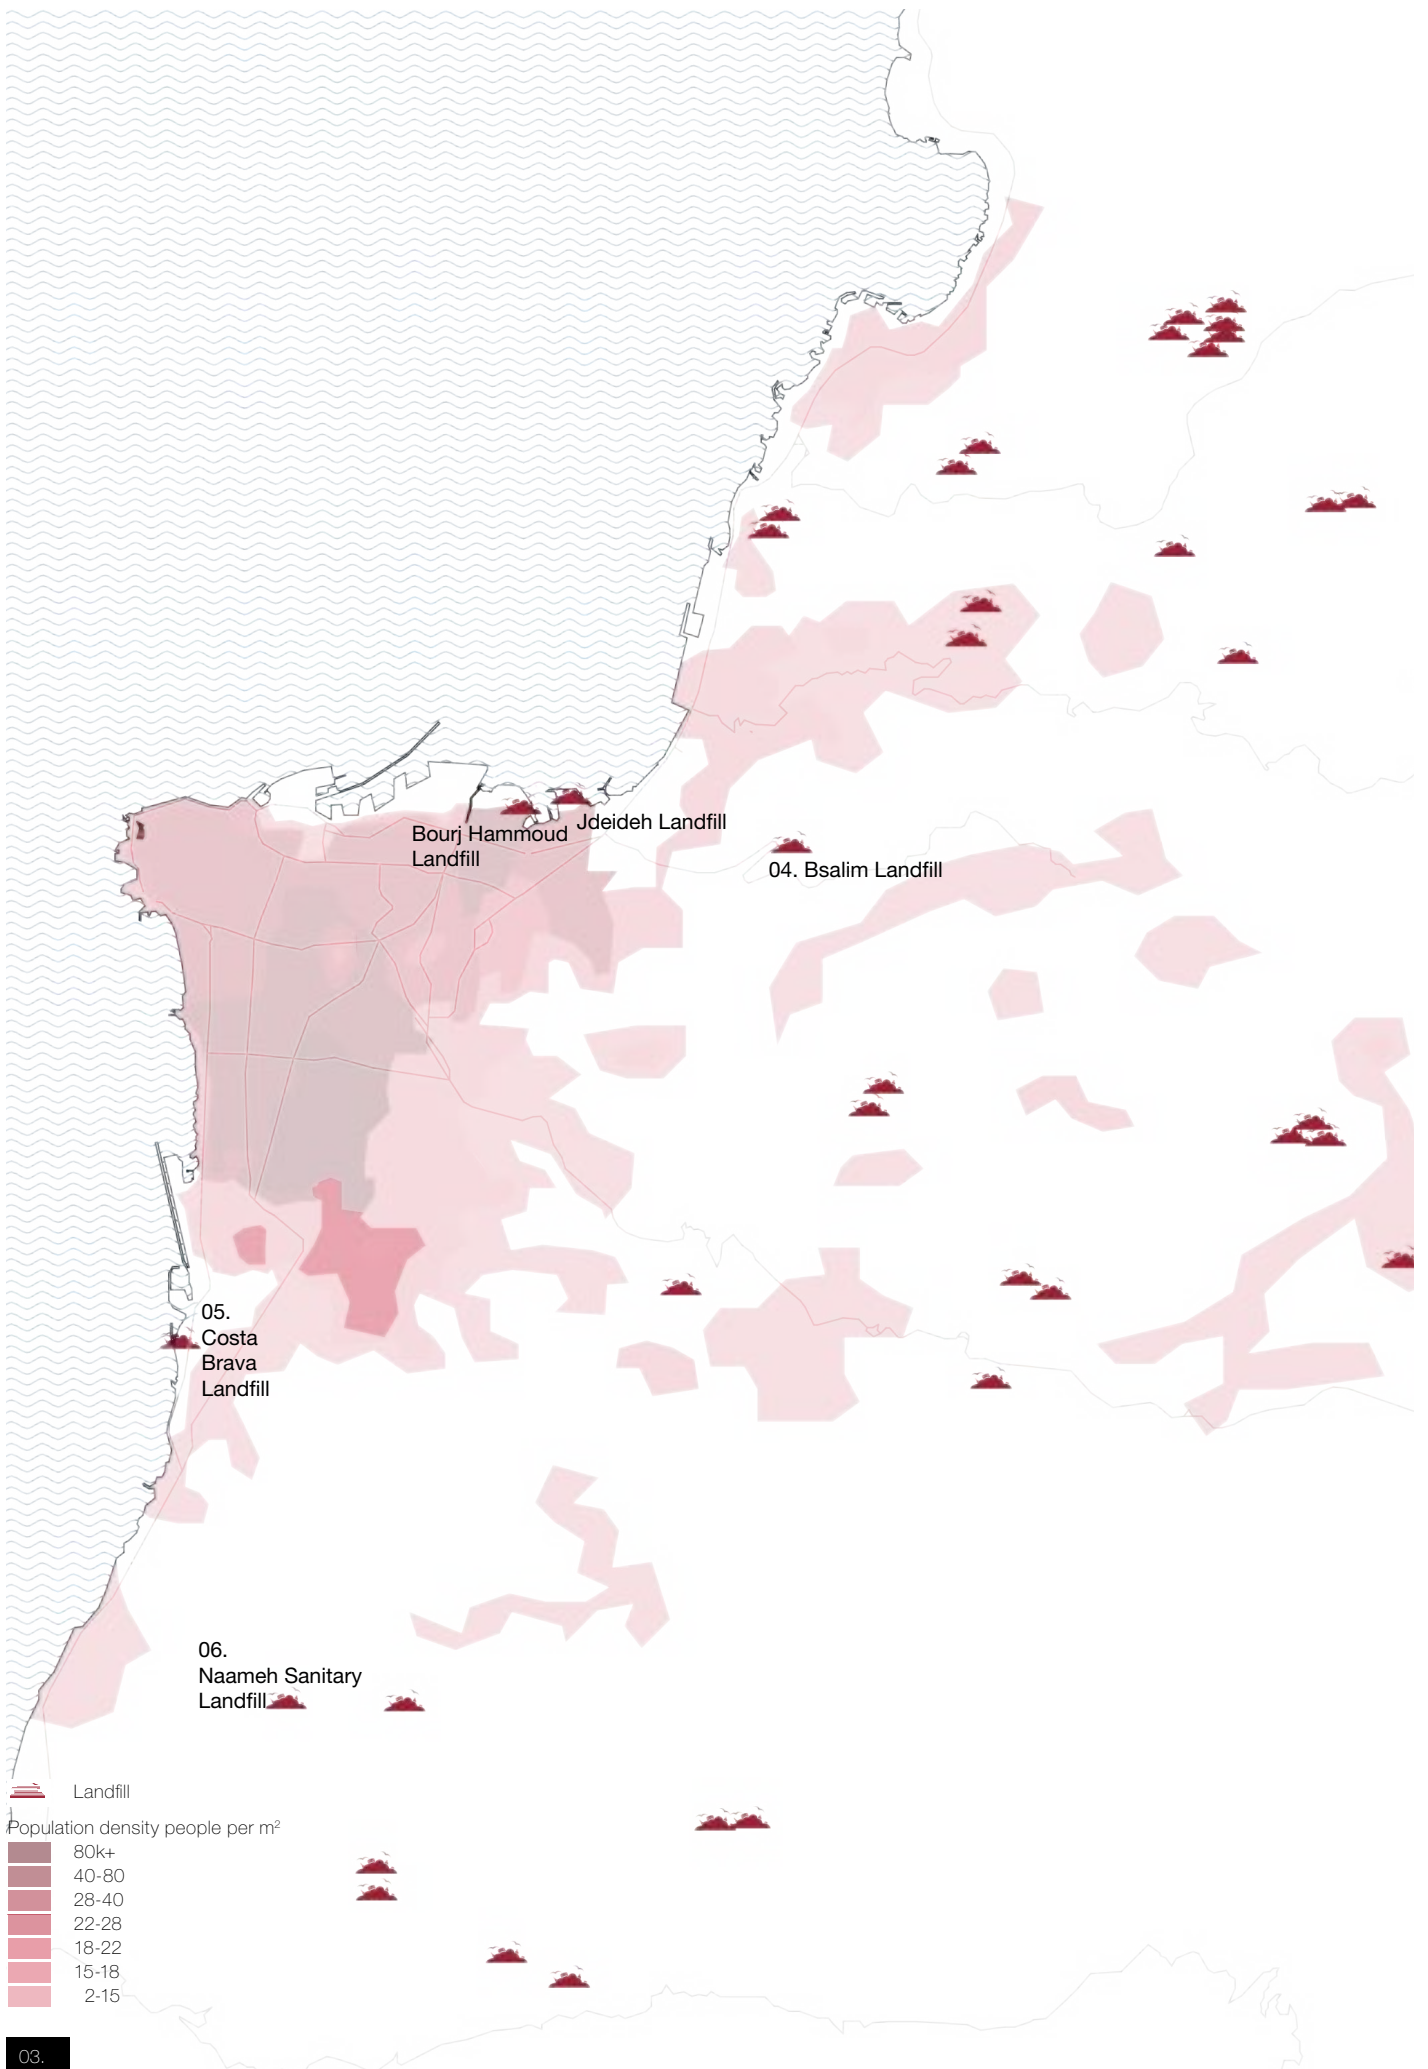 Bourj Hammoud
Landfill
Jdeideh Landfill
04. Bsalim Landfill
05.
Costa
Brava
Landfill
06.
Naameh Sanitary
Landfill
Landfill
Population density people per m²
80k+
40-80
28-40
22-28
18-22
15-18
2-15
03.